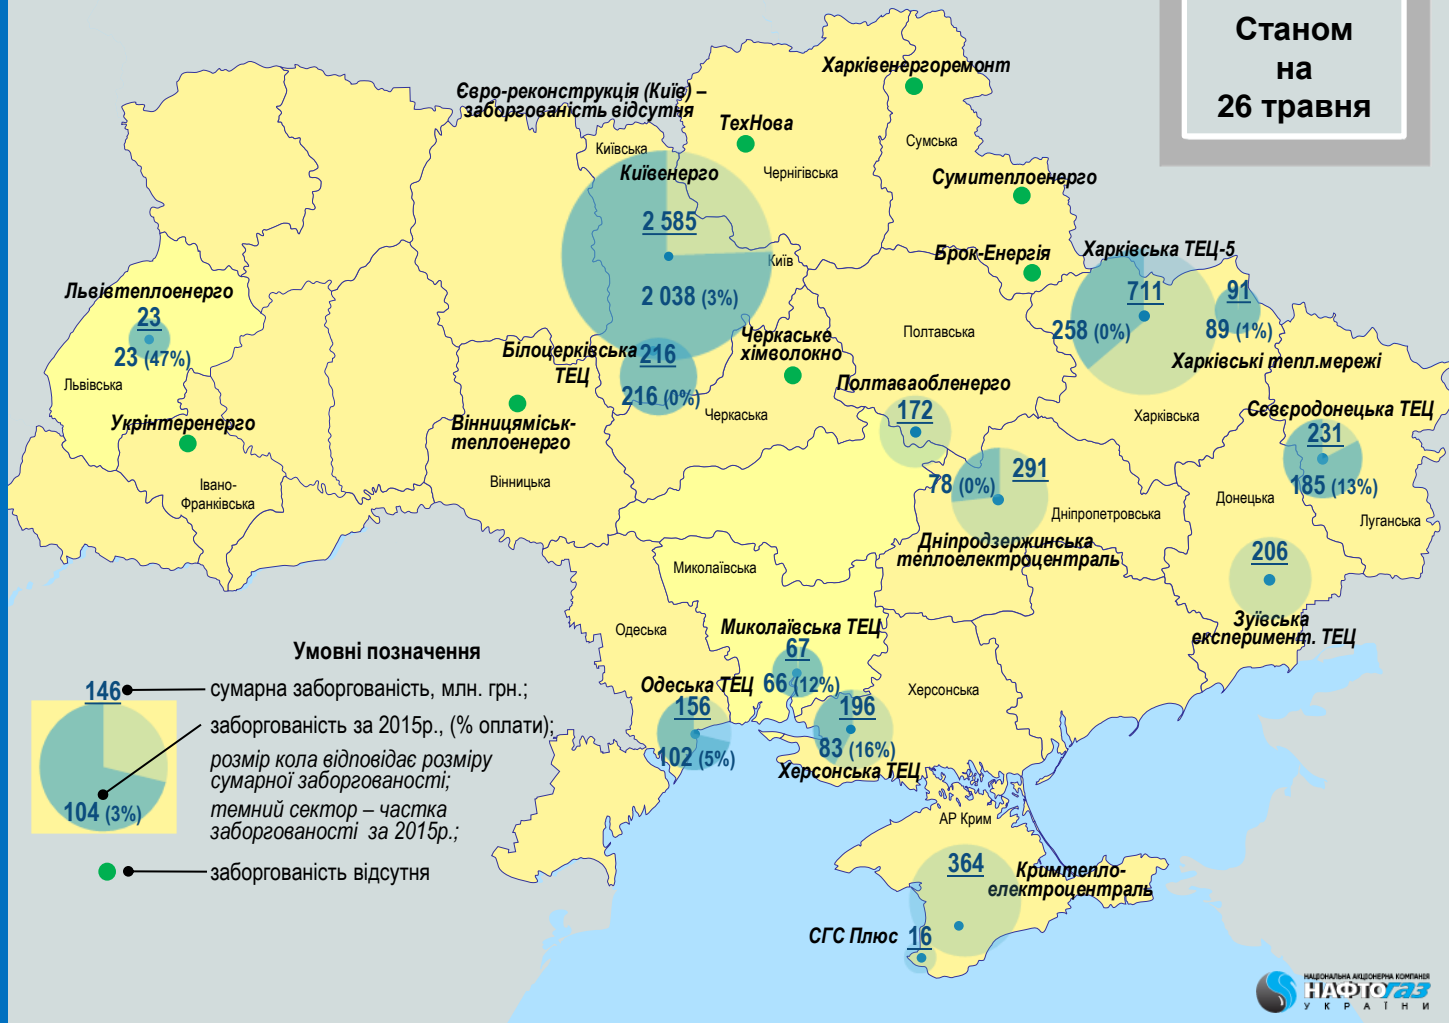 Станом
на
26 травня
Харківенергоремонт
Євро-реконструкція (Київ) –
заборгованість відсутня
ТехНова
Київська
Сумська
Чернігівська
Київенерго
Сумитеплоенерго
2 585
Київ
Брок-Енергія
Харківська ТЕЦ-5
2 038 (3%)
711
91
258 (0%)
89 (1%)
Харківські тепл.мережі
Львівтеплоенерго
23
23 (47%)
Львівська
Полтавська
Черкаське
хімволокно
Білоцерківська
ТЕЦ
216
216 (0%)
Полтаваобленерго
172
Черкаська
Харківська
Сєвєродонецька ТЕЦ
231
185 (13%)
Укрінтеренерго
Вінницяміськ-
теплоенерго
Івано-
Франківська
Вінницька
291
78 (0%)
Донецька
Дніпропетровська
Луганська
Дніпродзержинська
теплоелектроцентраль
206
Зуївська
експеримент. ТЕЦ
Миколаївська
Одеська
Миколаївська ТЕЦ
67
66 (12%)
Одеська ТЕЦ
156
102 (5%)
Херсонська
196
83 (16%)
Херсонська ТЕЦ
Умовні позначення
146
сумарна заборгованість, млн. грн.;
заборгованість за 2015р., (% оплати);
розмір кола відповідає розміру
сумарної заборгованості;
104 (3%)
темний сектор – частка
заборгованості за 2015р.;
заборгованість відсутня
АР Крим
364
Кримтепло-
електроцентраль
СГС Плюс
16
НАЦІОНАЛЬНА АКЦІОНЕРНА КОМПАНІЯ
НАФТОГАЗ
УКРАЇНИ